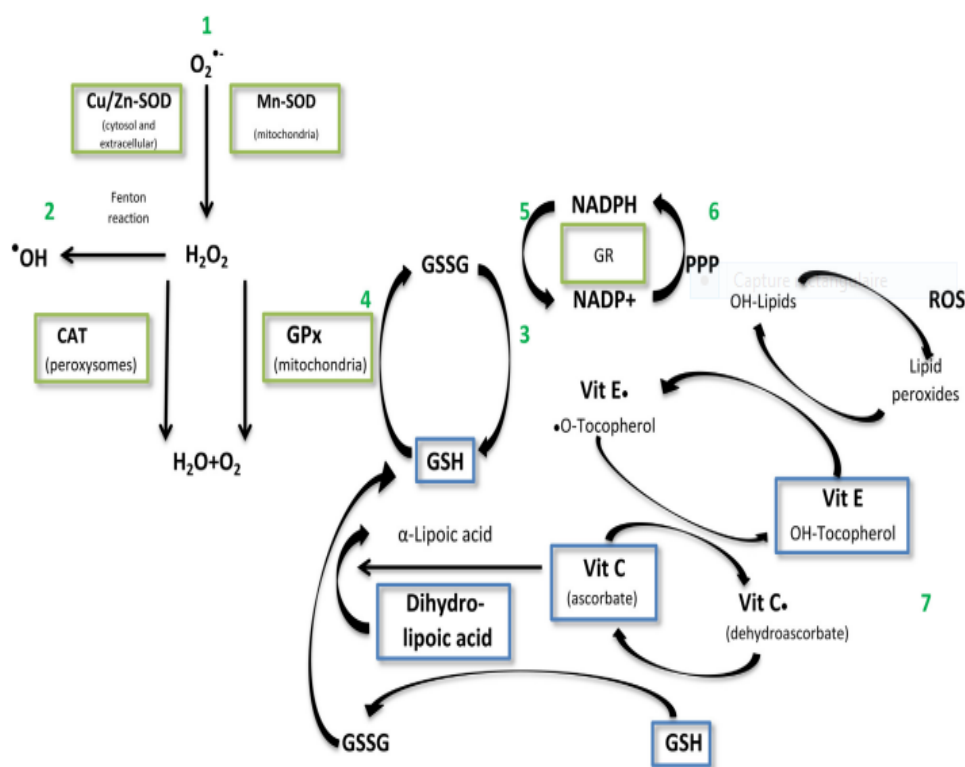 1
O₂•-
Cu/Zn-SOD
(cytosol and
extracellular)
Mn-SOD
(mitochondria)
2
Fenton
reaction
•OH
H₂O₂
CAT
(peroxysomes)
GPx
(mitochondria)
H₂O+O₂
4
GSSG
3
GSH
5
NADPH
6
GR
PPP
NADP+
Capture rectangulaire
OH-Lipids
ROS
Lipid
peroxides
Vit E•
•O-Tocopherol
Vit E
OH-Tocopherol
α-Lipoic acid
Vit C
(ascorbate)
Dihydro-
lipoic acid
Vit C•
(dehydroascorbate)
7
GSSG
GSH